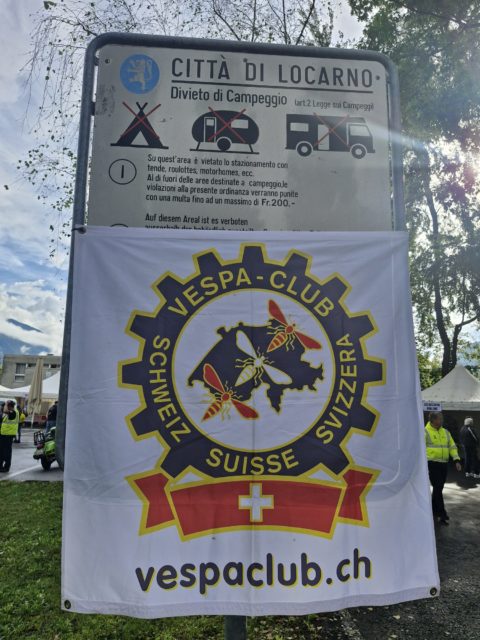 CITTÀ DI LOCARNO
Divieto di Campeggio (art.2 Legge sui Campeggi)
I
Su quest'area è vietato lo stazionamento con
tende, roulottes, motorhomes, ecc.
Al di fuori delle aree destinate a campeggio,le
violazioni alla presente ordinanza verranno punite
con una multa fino ad un massimo di Fr.200,-
Auf diesem Areal ist es verboten
VESPA-CLUB
SCHWEIZ
SUISSE
SVIZZERA
vespaclub.ch